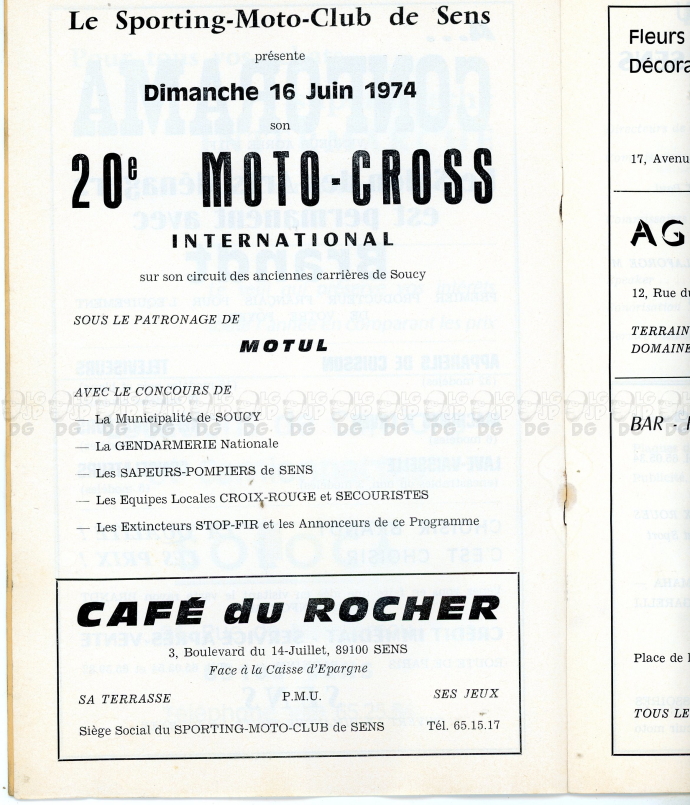 Le Sporting-Moto-Club de Sens
présente
Dimanche 16 Juin 1974
son
20e MOTO-CROSS
INTERNATIONAL
sur son circuit des anciennes carrières de Soucy
SOUS LE PATRONAGE DE
MOTUL
AVEC LE CONCOURS DE
— La Municipalité de SOUCY
— La GENDARMERIE Nationale
— Les SAPEURS-POMPIERS de SENS
— Les Equipes Locales CROIX-ROUGE et SECOURISTES
— Les Extincteurs STOP-FIR et les Annonceurs de ce Programme
CAFÉ du ROCHER
3, Boulevard du 14-Juillet, 89100 SENS
Face à la Caisse d'Epargne
SA TERRASSE P.M.U. SES JEUX
Siège Social du SPORTING-MOTO-CLUB de SENS Tél. 65.15.17
Fleurs
Décora
17, Avenu
AG
12, Rue du
TERRAIN
DOMAINE
BAR -
Place de
TOUS LE